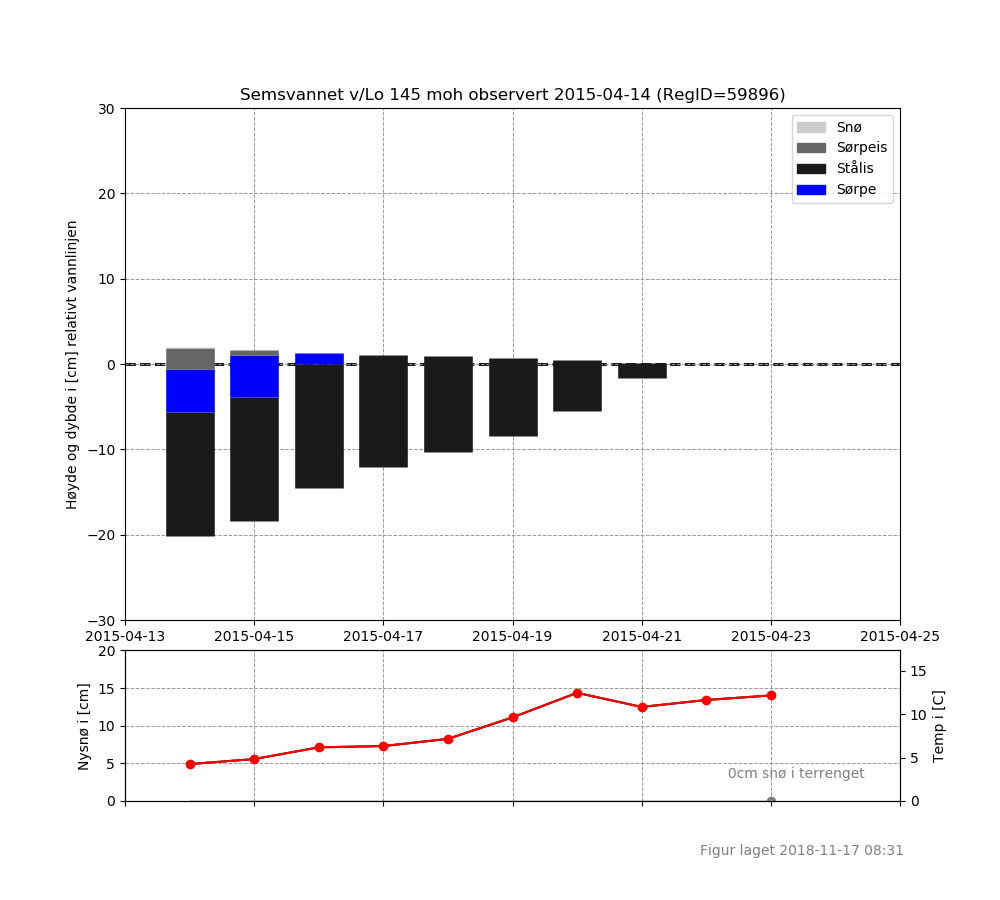 Semsvannet v/Lo 145 moh observert 2015-04-14 (RegID=59896)
Høyde og dybde i [cm] relativt vannlinjen
30
20
10
0
−10
−20
−30
Snø
Sørpeis
Stålis
Sørpe
2015-04-13 2015-04-15 2015-04-17 2015-04-19 2015-04-21 2015-04-23 2015-04-25
Nysnø i [cm]
20
15
10
5
0
15
10
5
0
Temp i [C]
0cm snø i terrenget
Figur laget 2018-11-17 08:31